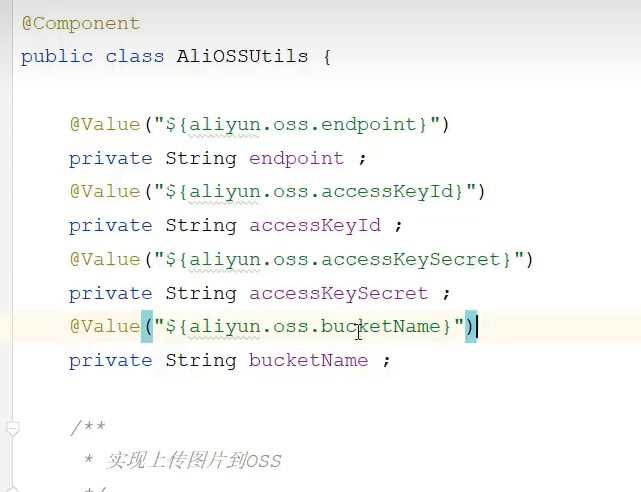 @Component
public class AliOSSUtils {
@Value("${aliyun.oss.endpoint}")
private String endpoint ;
@Value("${aliyun.oss.accessKeyId}")
private String accessKeyId ;
@Value("${aliyun.oss.accessKeySecret}")
private String accessKeySecret ;
@Value("${aliyun.oss.bucketName}")
private String bucketName ;
/**
* 实现上传图片到OSS
*/